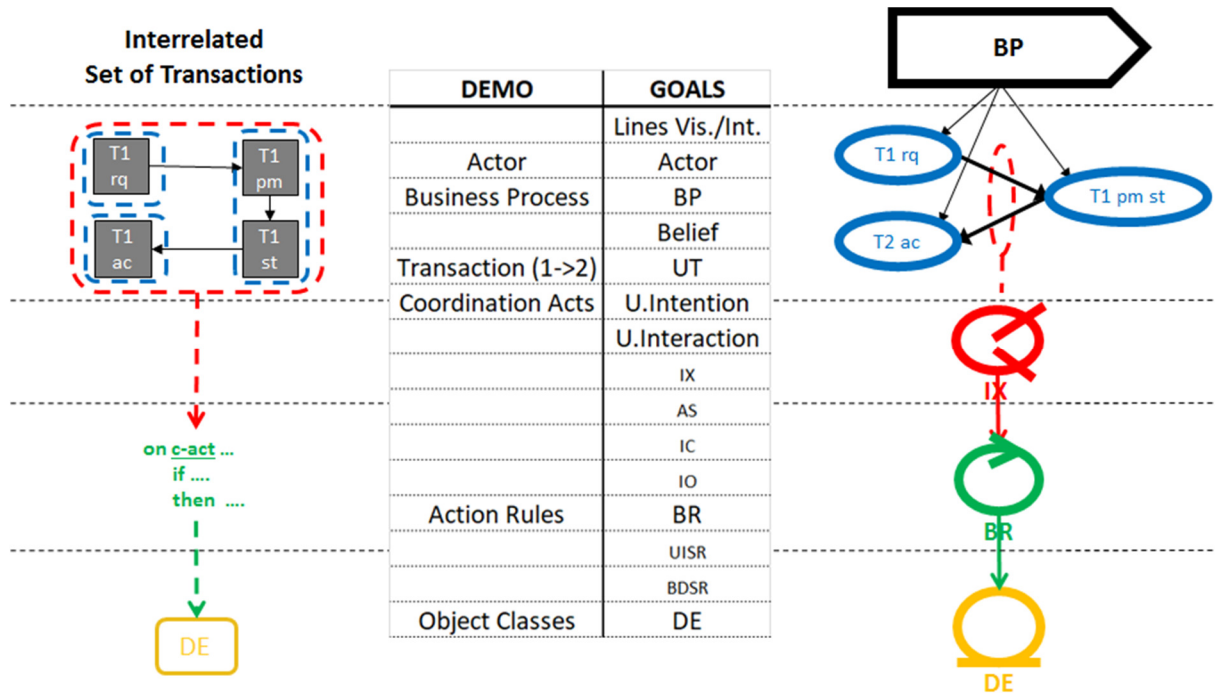 Interrelated
Set of Transactions
T1
rq
T1
pm
T1
ac
T1
st
on c-act ...
if ....
then ....
DE
DEMO GOALS
Lines Vis./Int.
Actor Actor
Business Process BP
Belief
Transaction (1->2) UT
Coordination Acts U.Intention
U.Interaction
IX
AS
IC
IO
Action Rules BR
UISR
BDSR
Object Classes DE
BP
T1 rq
T1 pm st
T2 ac
IX
BR
DE